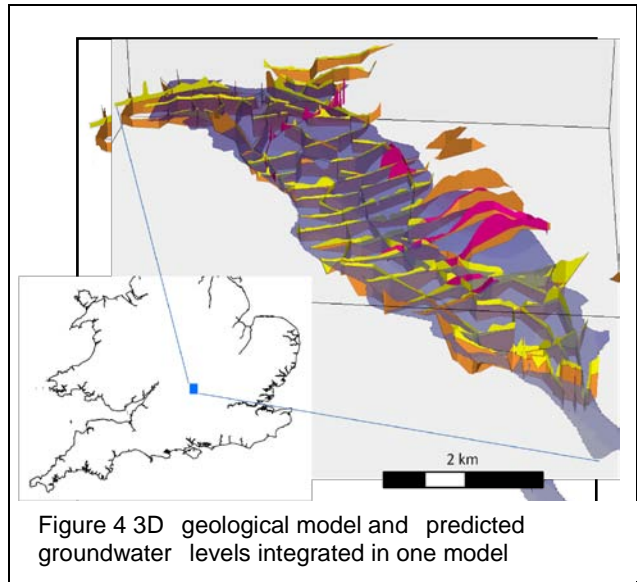 2 km
Figure 4 3D geological model and predicted
groundwater levels integrated in one model